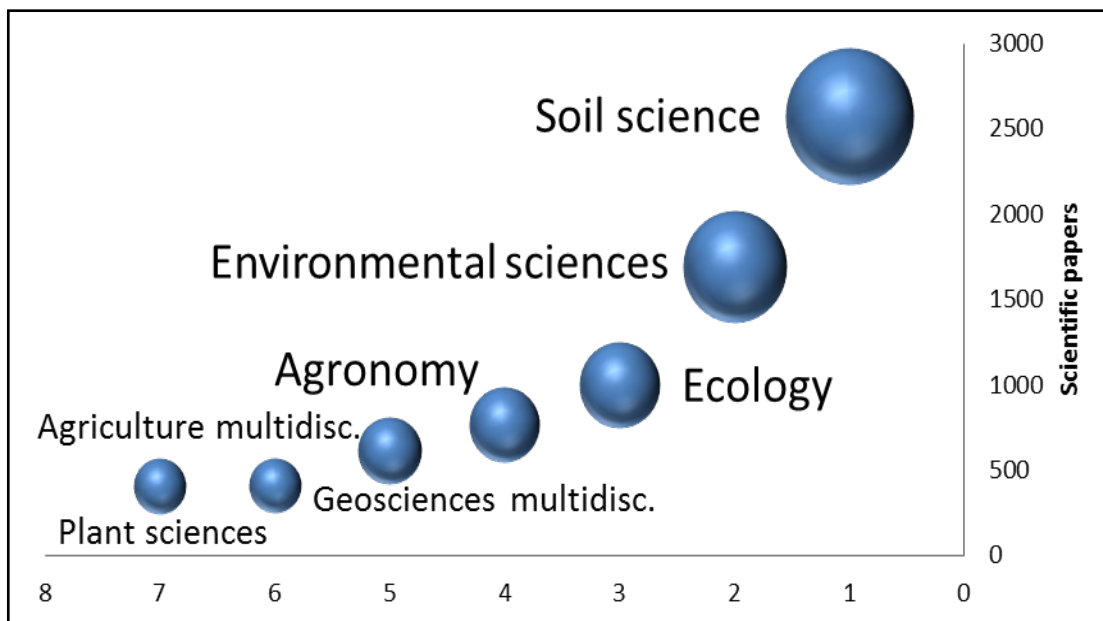 3000
Soil science
2500
2000
Environmental sciences
1500
Scientific papers
Agronomy
Ecology
1000
Agriculture multidisc.
500
Geosciences multidisc.
Plant sciences
0
8 7 6 5 4 3 2 1 0